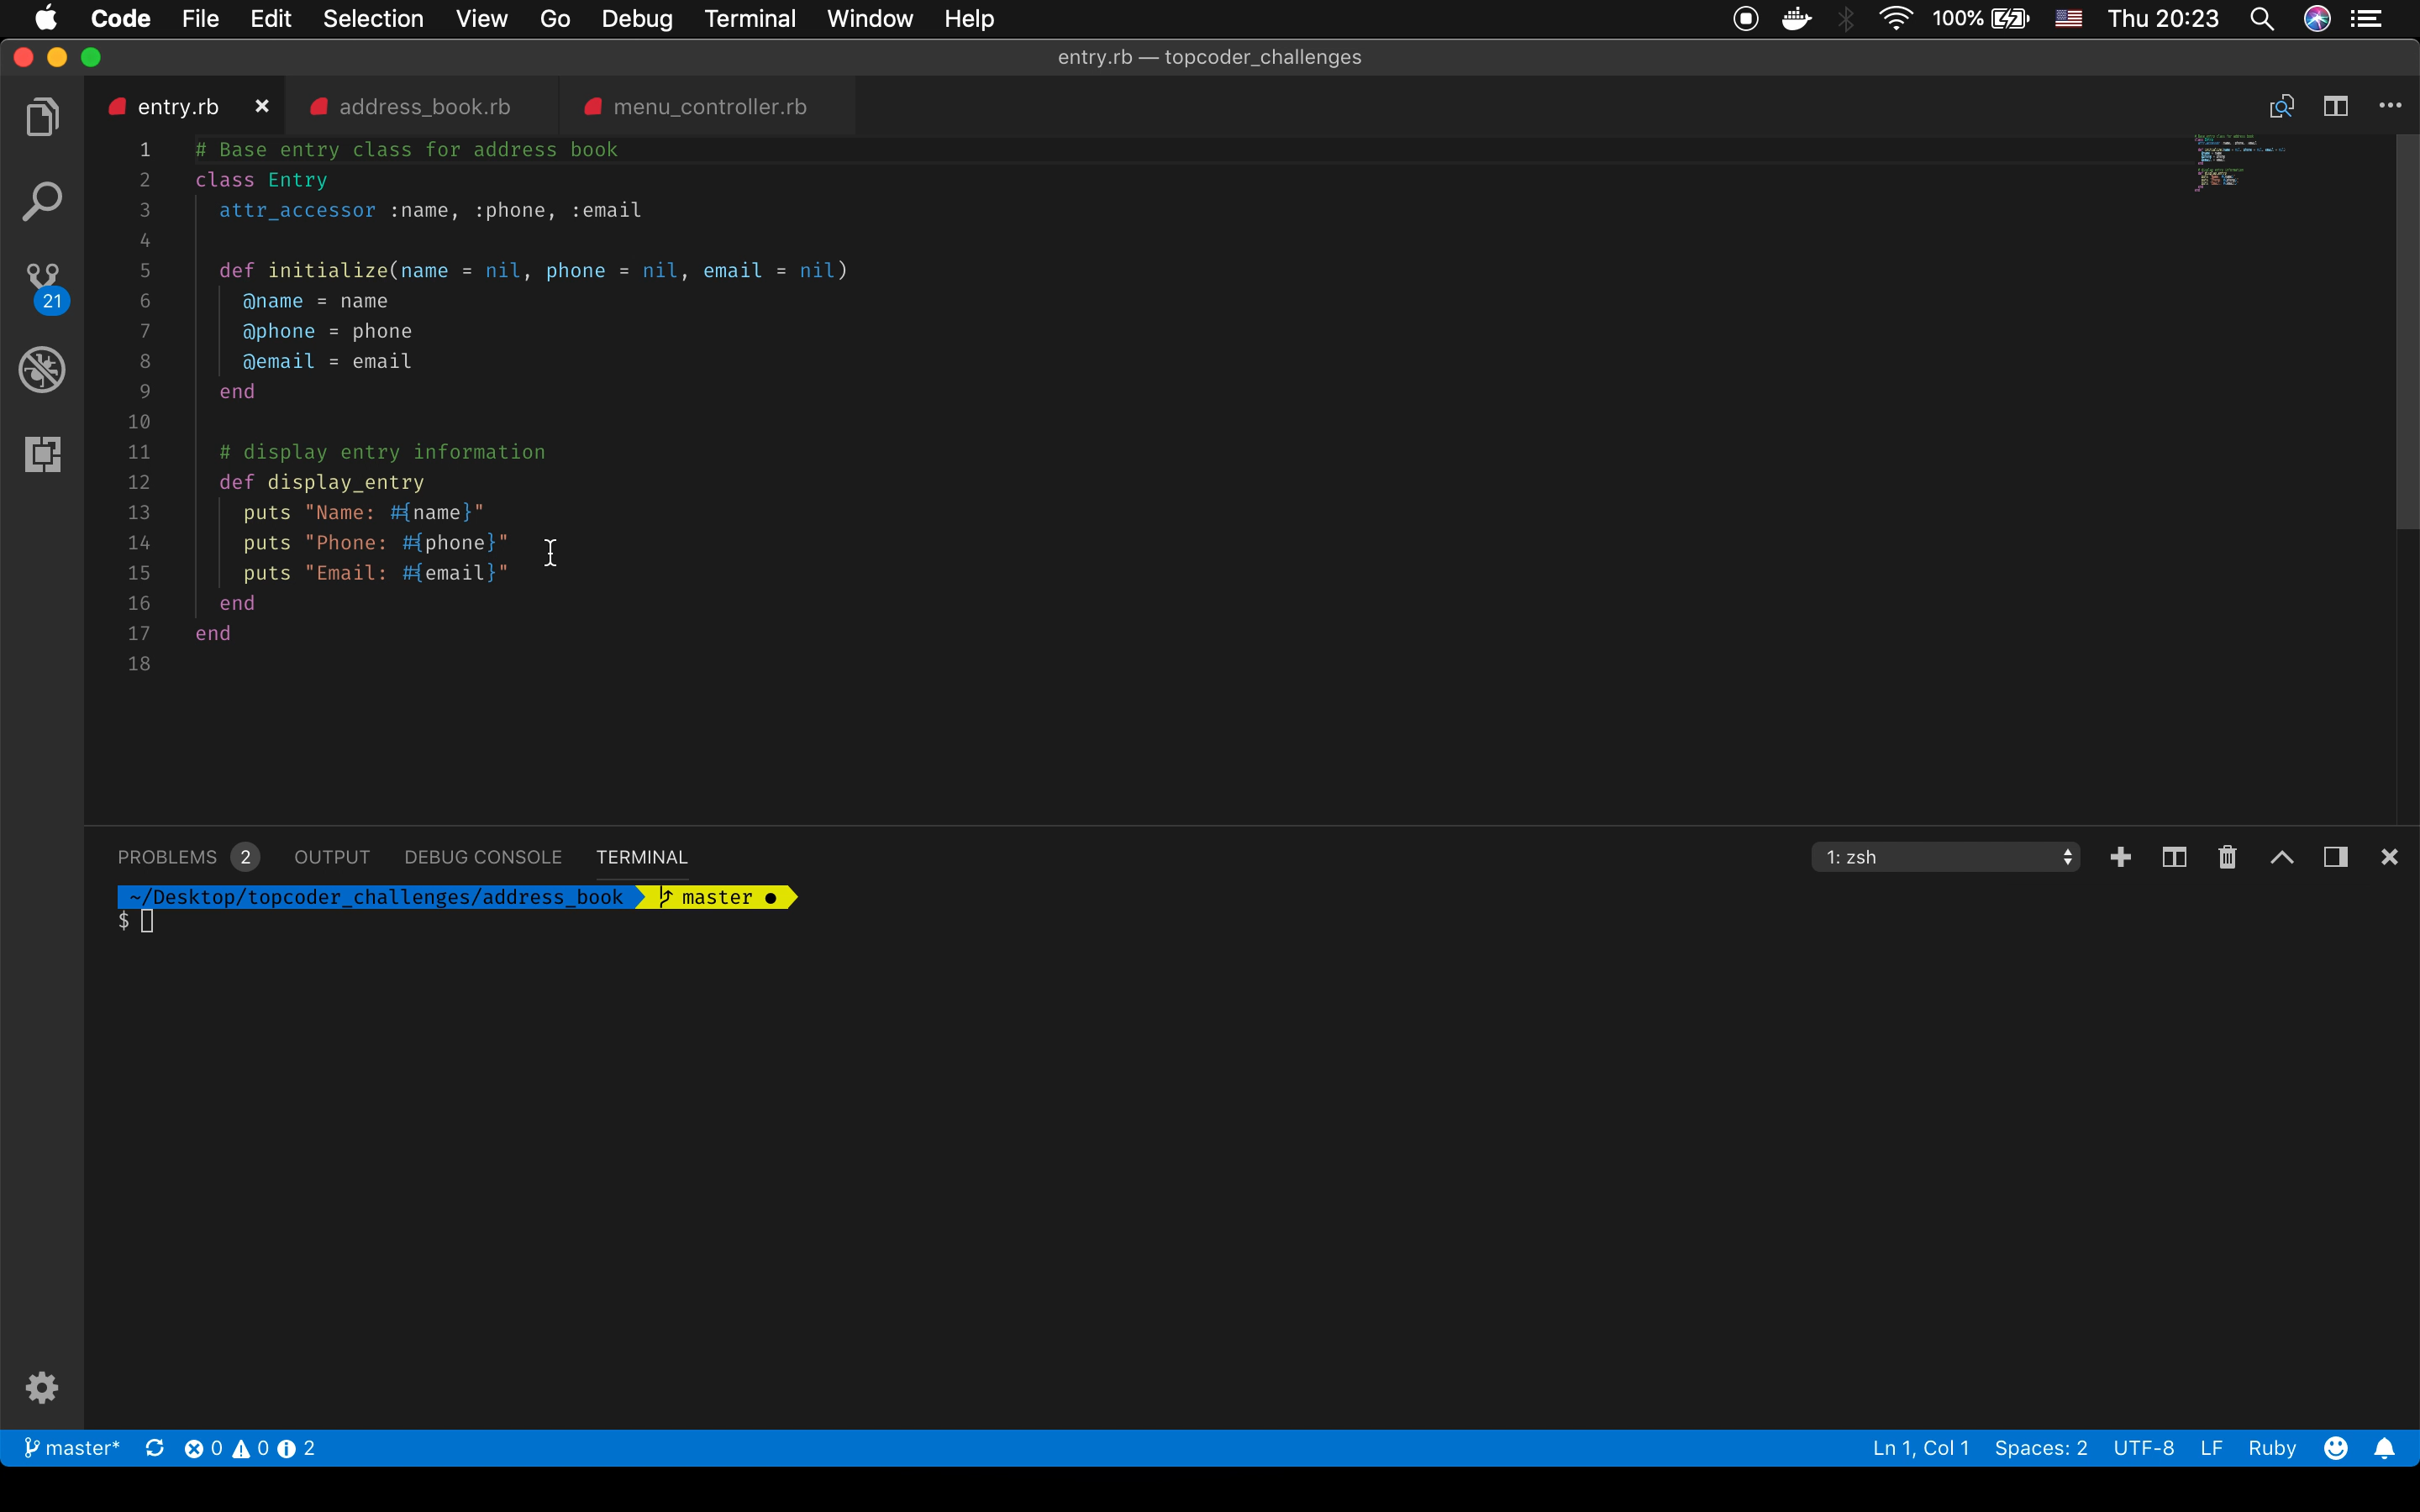 Code File Edit Selection View Go Debug Terminal Window Help 100% Thu 20:23
entry.rb — topcoder_challenges
entry.rb address_book.rb menu_controller.rb
1 # Base entry class for address book
2 class Entry
3 attr_accessor :name, :phone, :email
4
5 def initialize(name = nil, phone = nil, email = nil)
6 @name = name
7 @phone = phone
8 @email = email
9 end
10
11 # display entry information
12 def display_entry
13 puts "Name: #{name}"
14 puts "Phone: #{phone}"
15 puts "Email: #{email}"
16 end
17 end
18
21
PROBLEMS 2 OUTPUT DEBUG CONSOLE TERMINAL 1: zsh
~/Desktop/topcoder_challenges/address_book master ●
$
master* 0 0 2 Ln 1, Col 1 Spaces: 2 UTF-8 LF Ruby